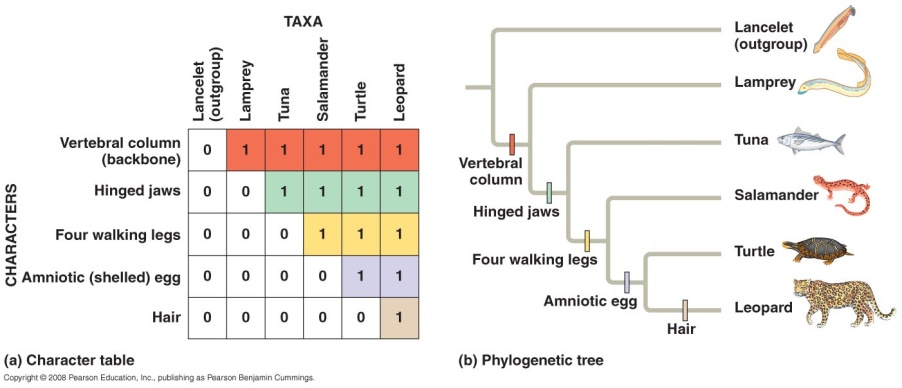 TAXA
Lancelet
(outgroup)
Lamprey
Tuna
Salamander
Turtle
Leopard
CHARACTERS
Vertebral column
(backbone)
0 1 1 1 1 1
Hinged jaws
0 0 1 1 1 1
Four walking legs
0 0 0 1 1 1
Amniotic (shelled) egg
0 0 0 0 1 1
Hair
0 0 0 0 0 1
(a) Character table
Lancelet
(outgroup)
Lamprey
Tuna
Vertebral
column
Salamander
Hinged jaws
Turtle
Four walking legs
Amniotic egg
Leopard
Hair
(b) Phylogenetic tree
Copyright © 2008 Pearson Education, Inc., publishing as Pearson Benjamin Cummings.